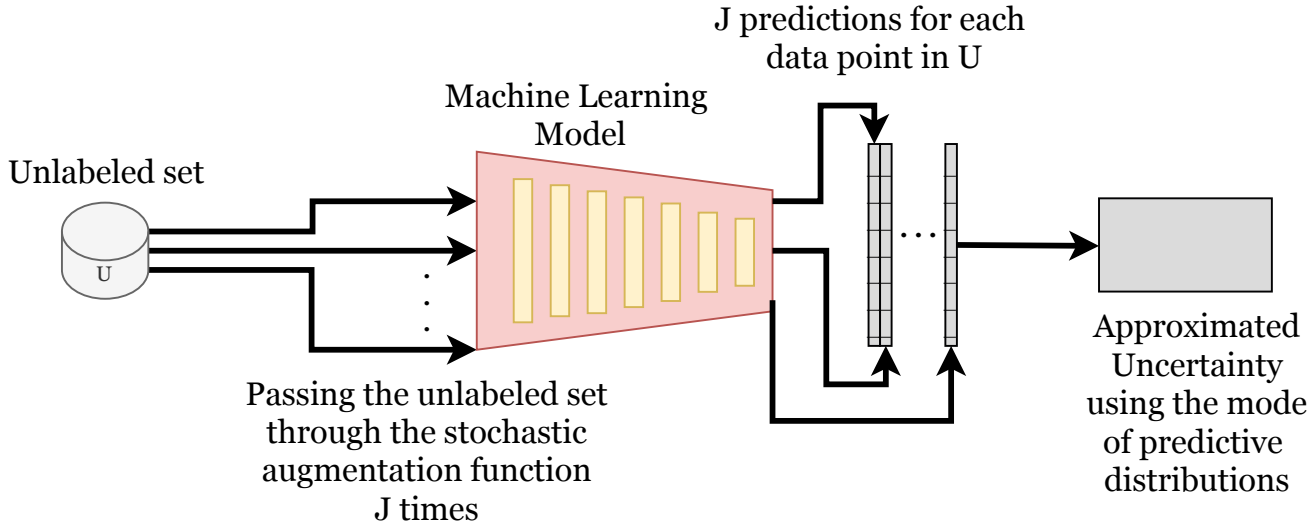 J predictions for each
data point in U
Machine Learning
Model
Unlabeled set
U
. . .
.
.
.
Passing the unlabeled set
through the stochastic
augmentation function
J times
Approximated
Uncertainty
using the mode
of predictive
distributions